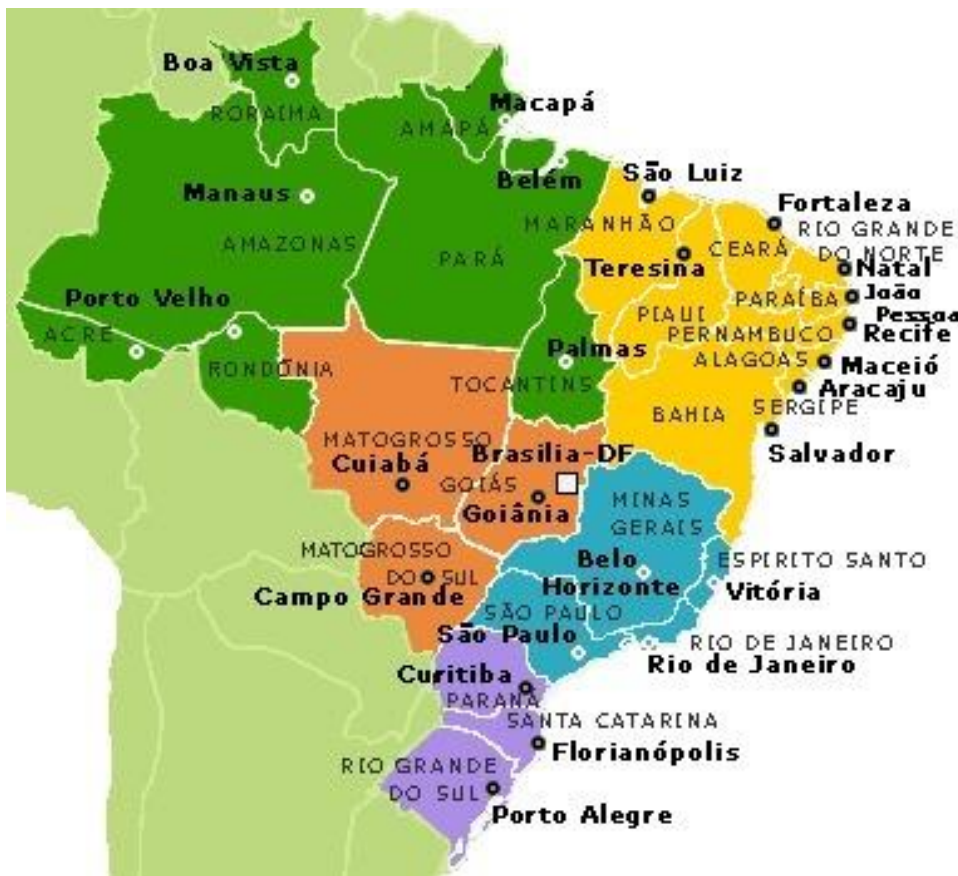 Boa Vista
RORAIMA
Macapá
AMAPÁ
Belém
São Luiz
Manaus
Fortaleza
MARANHÃO
RIO GRANDE
DO NORTE
AMAZONAS
PARÁ
CEARÁ
Teresina
Natal
Porto Velho
PARAÍBA
João
Pessoa
PIAUI
PERNAMBUCO
Recife
ACRE
Palmas
ALAGOAS
Maceió
RONDÔNIA
TOCANTINS
Aracaju
BAHIA
SERGIPE
MATOGROSSO
Brasilia-DF
Salvador
Cuiabá
GOIÁS
Goiânia
MINAS
GERAIS
MATOGROSSO
DO SUL
Belo
Horizonte
ESPIRITO SANTO
Vitória
Campo Grande
SÃO PAULO
São Paulo
RIO DE JANEIRO
Rio de Janeiro
Curitiba
PARANÁ
SANTA CATARINA
Florianópolis
RIO GRANDE
DO SUL
Porto Alegre